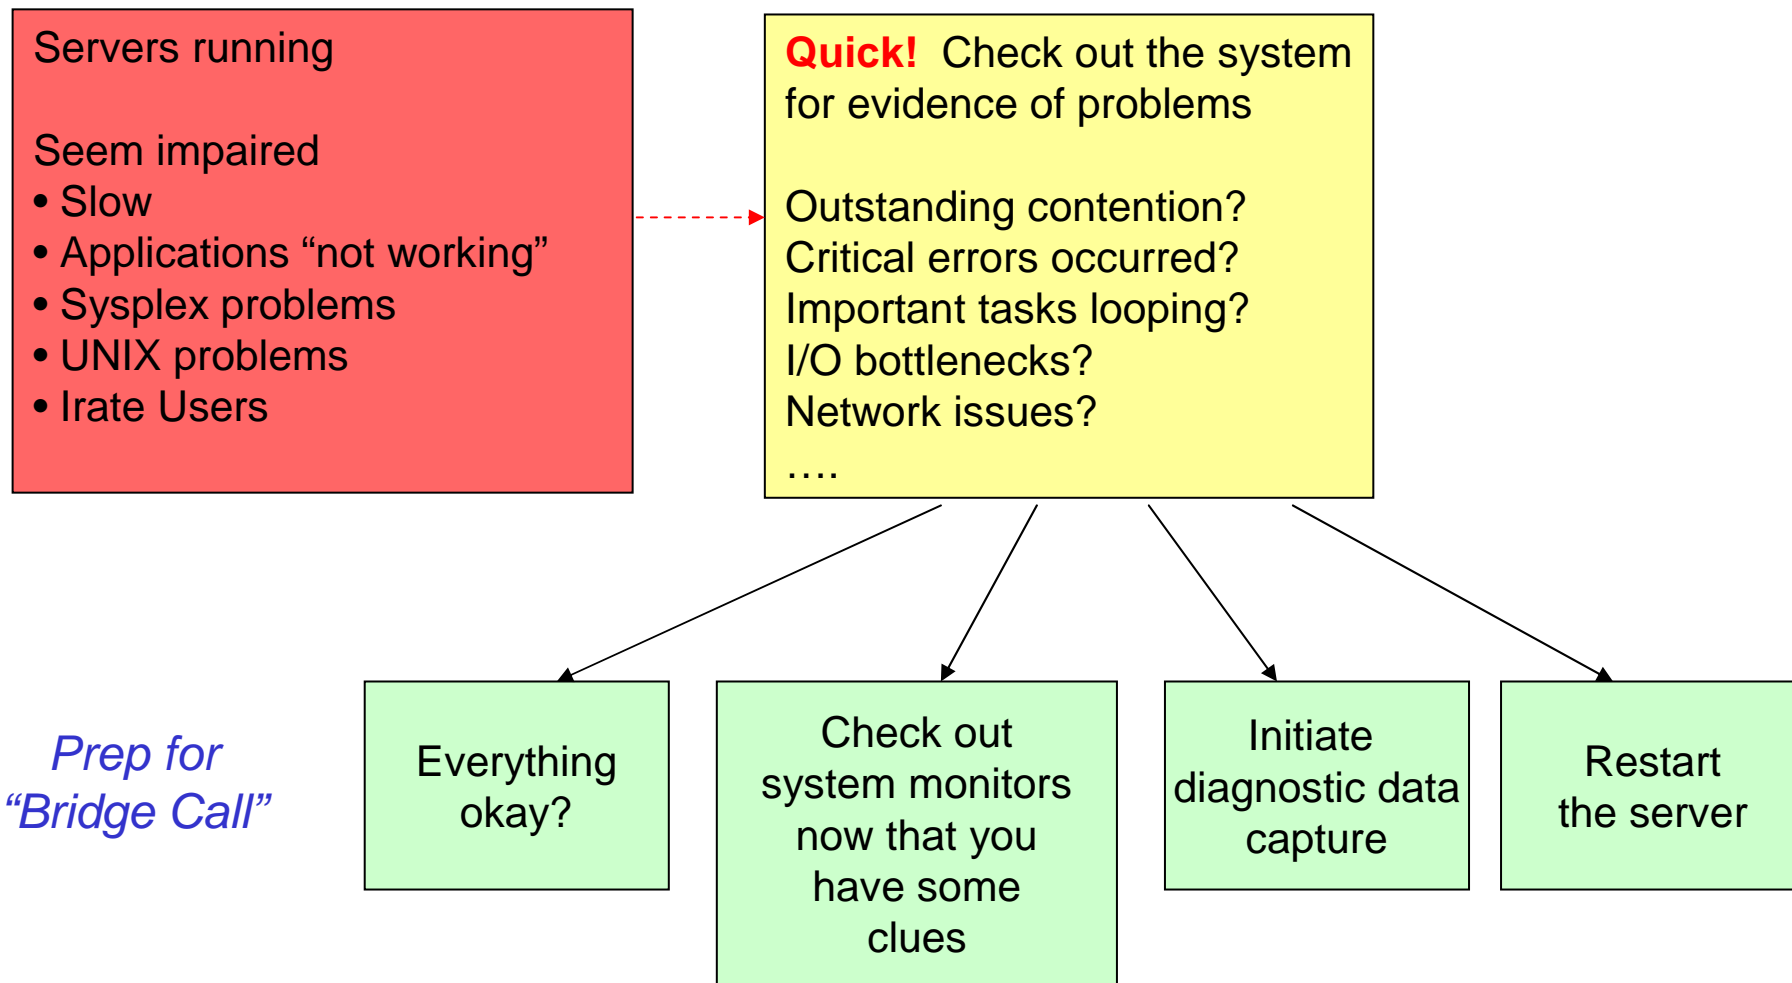 Servers running
Seem impaired
• Slow
• Applications “not working”
• Sysplex problems
• UNIX problems
• Irate Users
Quick! Check out the system
for evidence of problems
Outstanding contention?
Critical errors occurred?
Important tasks looping?
I/O bottlenecks?
Network issues?
….
Prep for
“Bridge Call”
Everything
okay?
Check out
system monitors
now that you
have some
clues
Initiate
diagnostic data
capture
Restart
the server